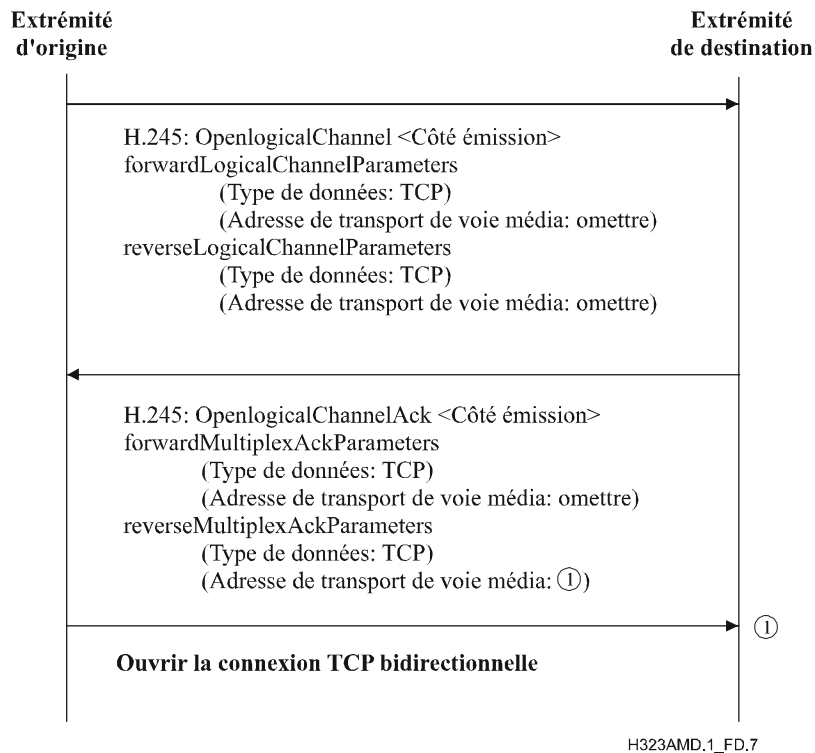 Extrémité
d'origine
Extrémité
de destination
H.245: OpenlogicalChannel <Côté émission>
forwardLogicalChannelParameters
(Type de données: TCP)
(Adresse de transport de voie média: omettre)
reverseLogicalChannelParameters
(Type de données: TCP)
(Adresse de transport de voie média: omettre)
H.245: OpenlogicalChannelAck <Côté émission>
forwardMultiplexAckParameters
(Type de données: TCP)
(Adresse de transport de voie média: omettre)
reverseMultiplexAckParameters
(Type de données: TCP)
(Adresse de transport de voie média: ①)
①
Ouvrir la connexion TCP bidirectionnelle
H323AMD.1_FD.7